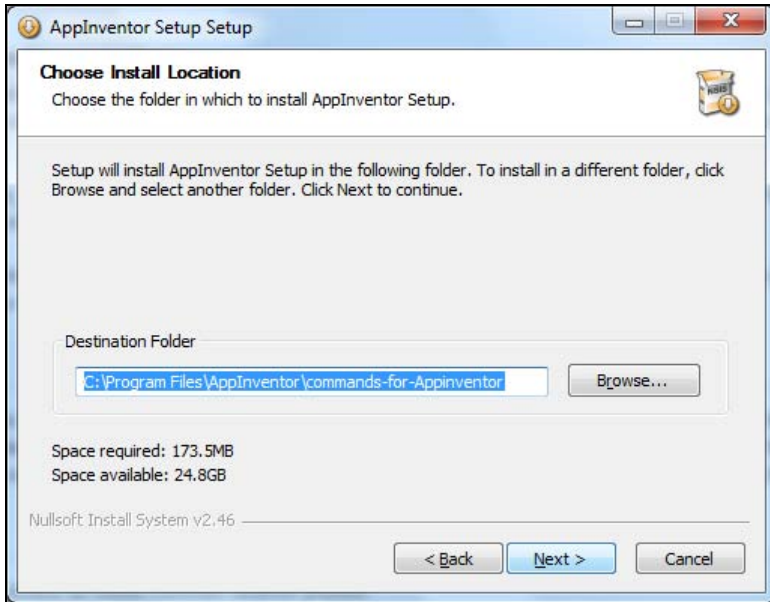 AppInventor Setup Setup
Choose Install Location
Choose the folder in which to install AppInventor Setup.
NSIS
Setup will install AppInventor Setup in the following folder. To install in a different folder, click
Browse and select another folder. Click Next to continue.
Destination Folder
C:\Program Files\AppInventor\commands-for-Appinventor
Browse...
Space required: 173.5MB
Space available: 24.8GB
Nullsoft Install System v2.46
< Back
Next >
Cancel